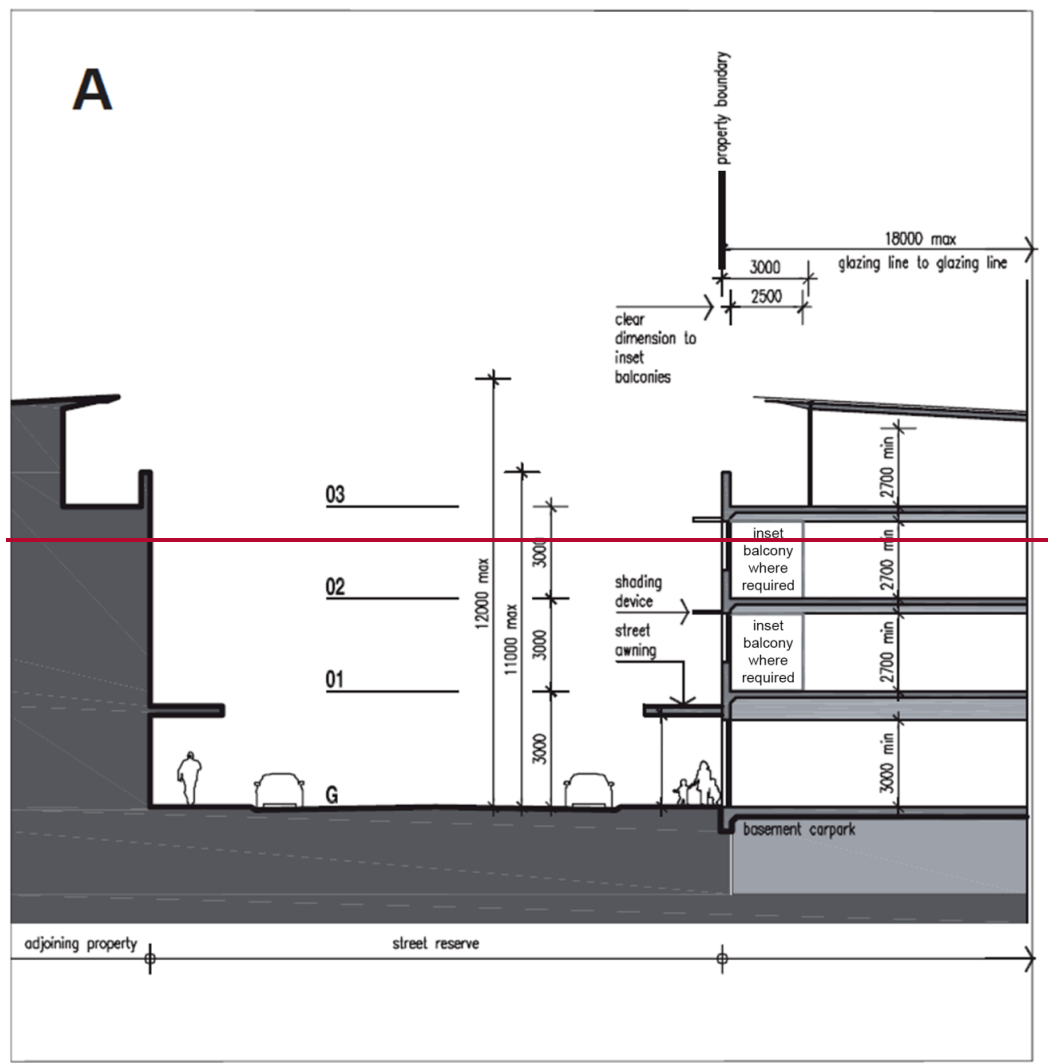 A
property boundary
18000 max
glazing line to glazing line
3000
2500
clear
dimension to
inset
balconies
03
02
01
G
12000 max
11000 max
3000
3000
3000
shading
device
street
awning
inset
balcony
where
required
inset
balcony
where
required
2700 min
2700 min
2700 min
3000 min
basement carpark
adjoining property
street reserve